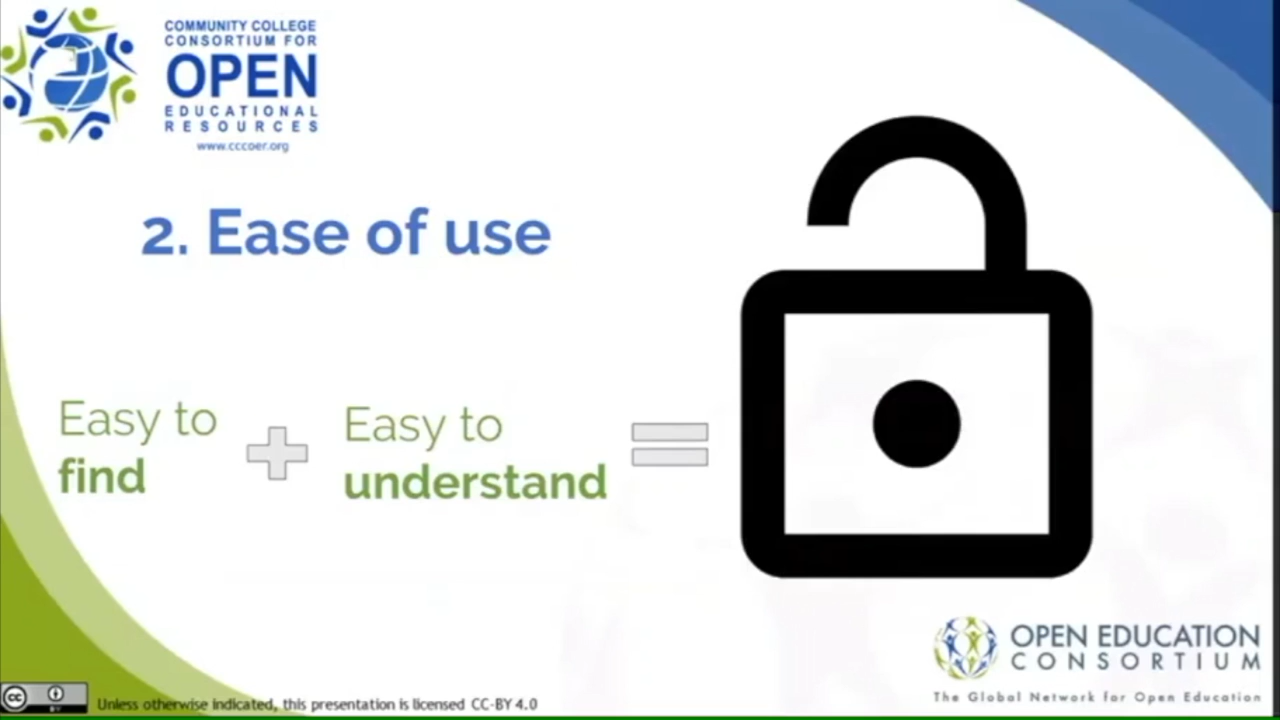 COMMUNITY COLLEGE
CONSORTIUM FOR
OPEN
EDUCATIONAL
RESOURCES
www.cccoer.org
2. Ease of use
Easy to
find
Easy to
understand
OPEN EDUCATION
CONSORTIUM
The Global Network for Open Education
cc
BY
Unless otherwise indicated, this presentation is licensed CC-BY 4.0